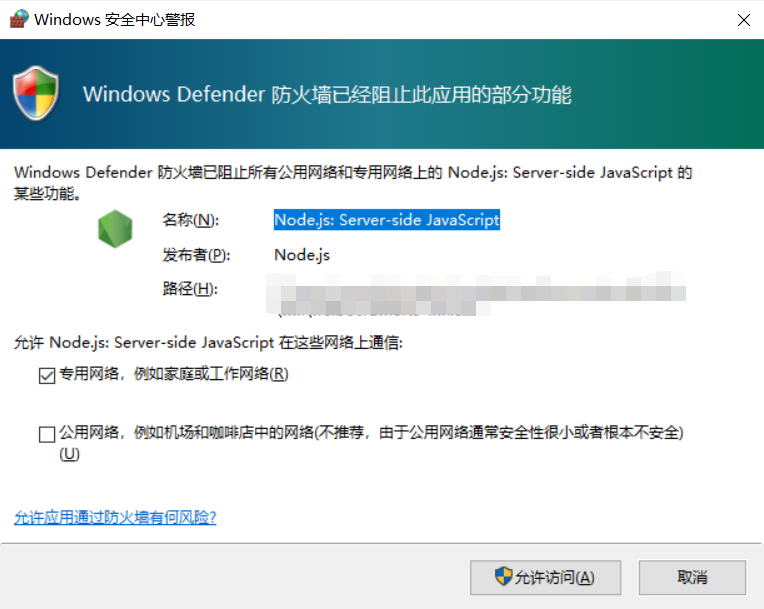 Windows 安全中心警报
Windows Defender 防火墙已经阻止此应用的部分功能
Windows Defender 防火墙已阻止所有公用网络和专用网络上的 Node.js: Server-side JavaScript 的
某些功能。
名称(N): Node.js: Server-side JavaScript
发布者(P): Node.js
路径(H):
允许 Node.js: Server-side JavaScript 在这些网络上通信:
专用网络，例如家庭或工作网络(R)
公用网络，例如机场和咖啡店中的网络(不推荐，由于公用网络通常安全性很小或者根本不安全)
(U)
允许应用通过防火墙有何风险?
允许访问(A) 取消